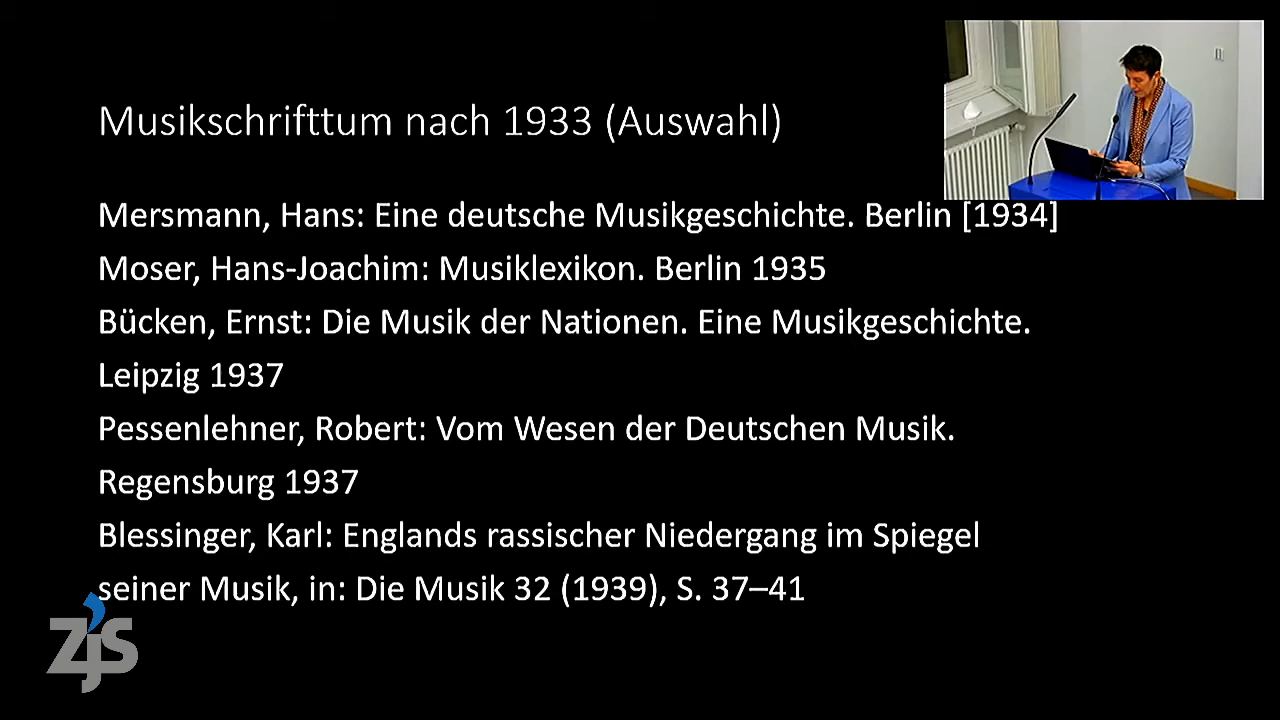 Musikschrifttum nach 1933 (Auswahl)
Mersmann, Hans: Eine deutsche Musikgeschichte. Berlin [1934]
Moser, Hans-Joachim: Musiklexikon. Berlin 1935
Bücken, Ernst: Die Musik der Nationen. Eine Musikgeschichte.
Leipzig 1937
Pessenlehner, Robert: Vom Wesen der Deutschen Musik.
Regensburg 1937
Blessinger, Karl: Englands rassischer Niedergang im Spiegel
seiner Musik, in: Die Musik 32 (1939), S. 37–41
ZjS